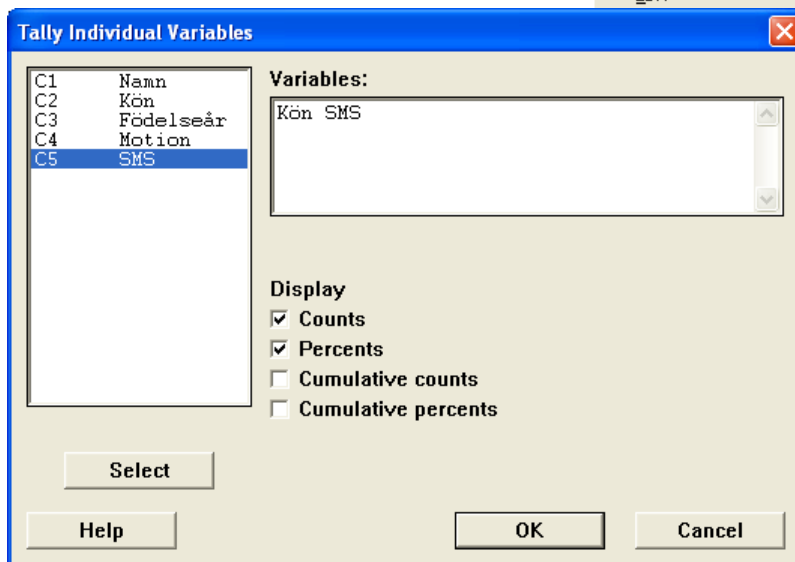 Tally Individual Variables
C1 Namn
C2 Kön
C3 Födelseår
C4 Motion
C5 SMS
Variables:
Kön SMS
Display
Counts
Percents
Cumulative counts
Cumulative percents
Select
Help
OK
Cancel